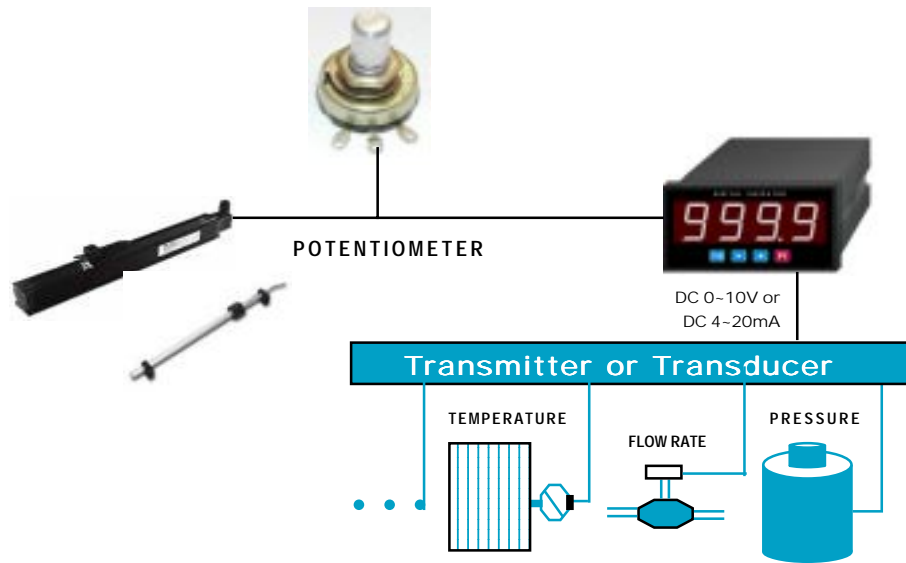 999.9
POTENTIOMETER
DC 0~10V or
DC 4~20mA
Transmitter or Transducer
TEMPERATURE
FLOW RATE
PRESSURE